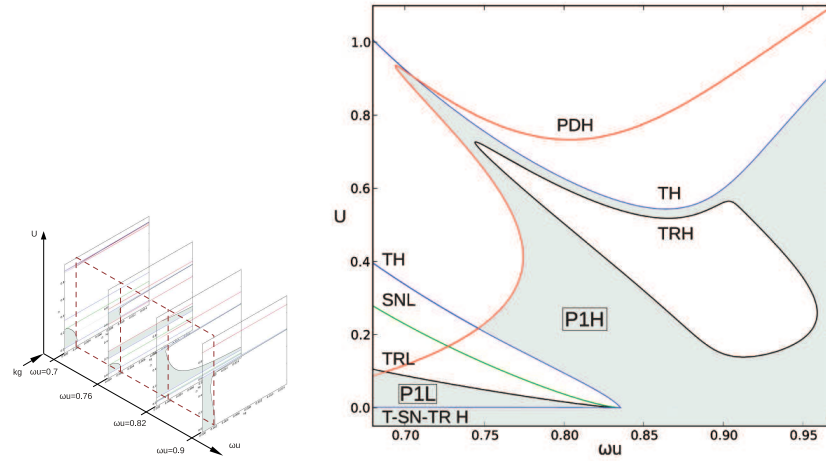 U
kg
ωu=0.7
ωu=0.76
ωu=0.82
ωu=0.9
ωu
U
1.0
0.8
0.6
0.4
0.2
0.0
PDH
TH
TRH
TH
SNL
TRL
P1H
P1L
T-SN-TR H
0.70 0.75 0.80 0.85 0.90 0.95
ωu